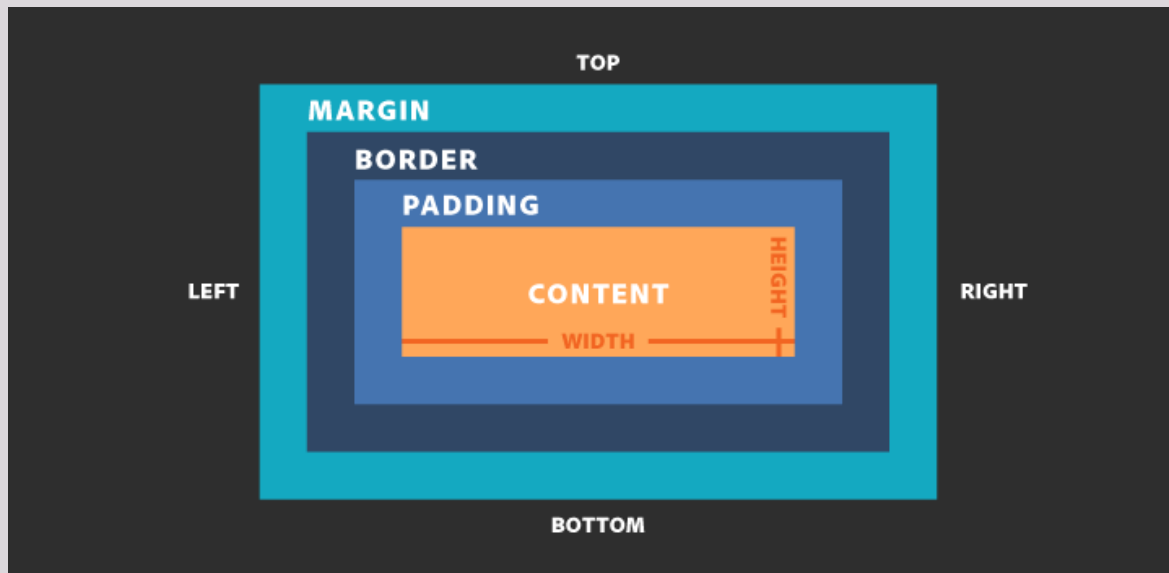 TOP
MARGIN
BORDER
PADDING
HEIGHT
LEFT
CONTENT
RIGHT
WIDTH
BOTTOM